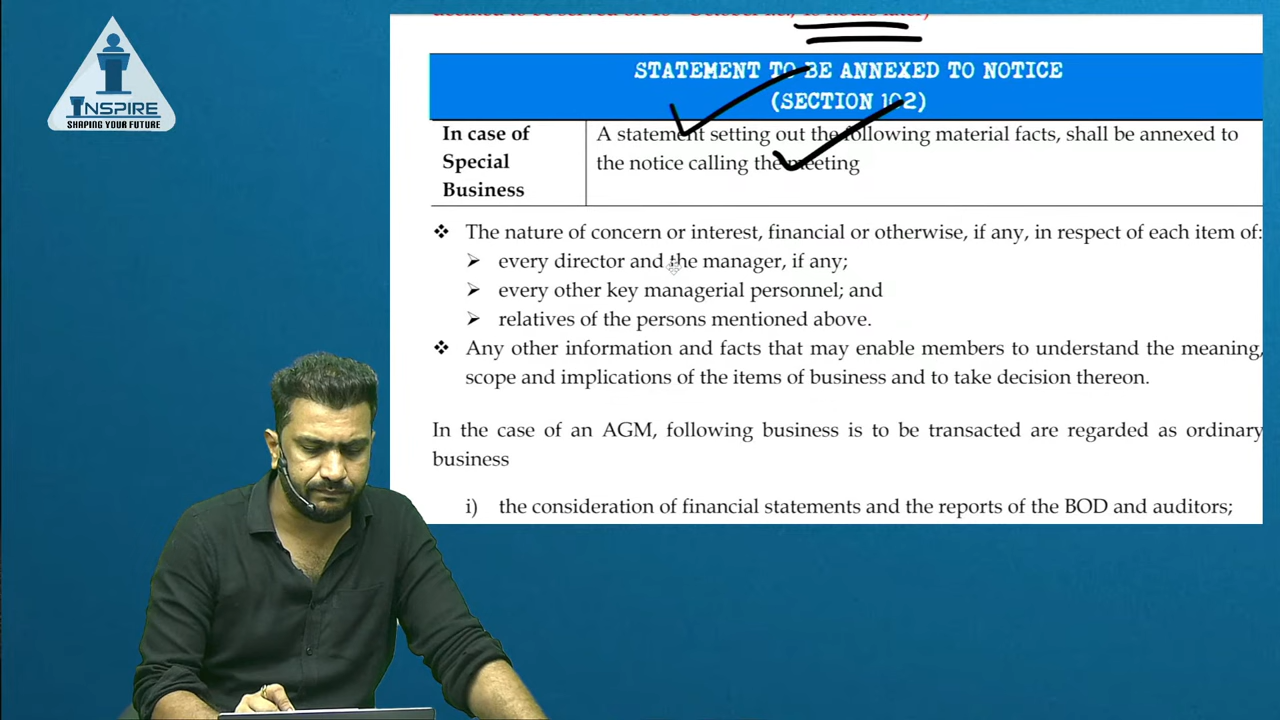 INSPIRE
SHAPING YOUR FUTURE
STATEMENT TO BE ANNEXED TO NOTICE
(SECTION 102)
In case of Special Business
A statement setting out the following material facts, shall be annexed to
the notice calling the meeting
❖ The nature of concern or interest, financial or otherwise, if any, in respect of each item of:
➢ every director and the manager, if any;
➢ every other key managerial personnel; and
➢ relatives of the persons mentioned above.
❖ Any other information and facts that may enable members to understand the meaning,
scope and implications of the items of business and to take decision thereon.
In the case of an AGM, following business is to be transacted are regarded as ordinary
business
i) the consideration of financial statements and the reports of the BOD and auditors;